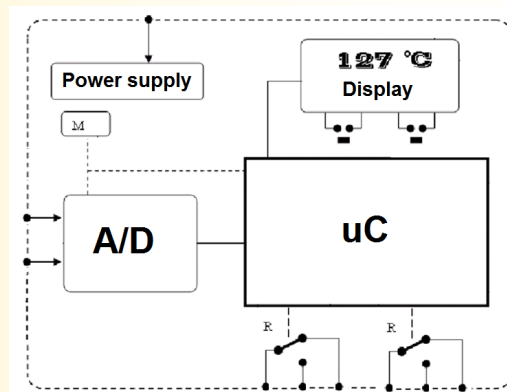 127 °C
Power supply
Display
M
A/D
uC
R
R